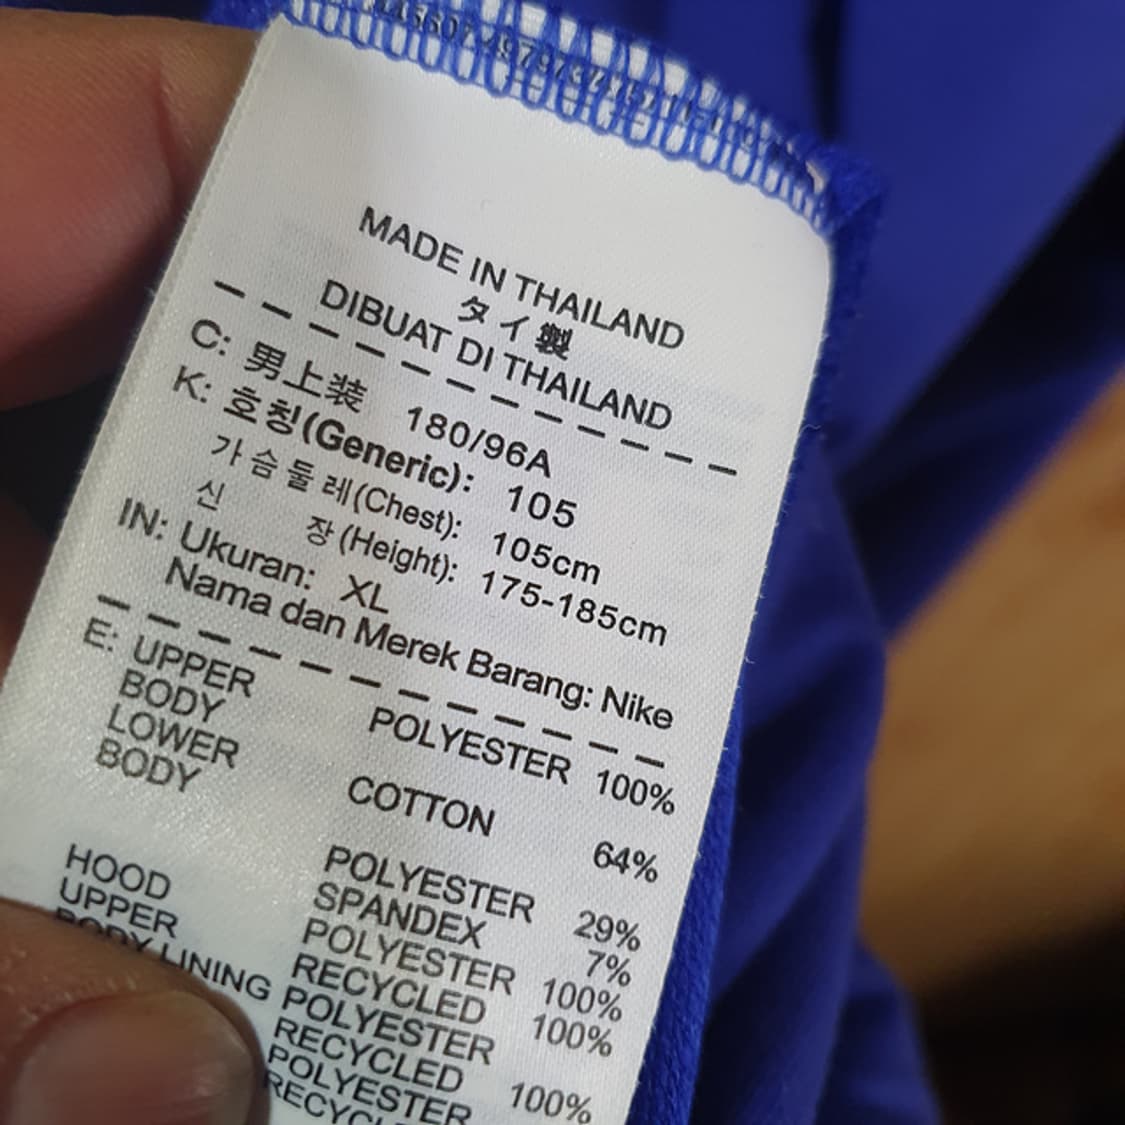 MADE IN THAILAND
タイ製
DIBUAT DI THAILAND
C: 男上装 180/96A
K: 호칭(Generic): 105
가슴둘레(Chest): 105cm
신 장(Height): 175-185cm
IN: Ukuran: XL
Nama dan Merek Barang: Nike
E: UPPER
BODY POLYESTER 100%
LOWER
BODY COTTON 64%
POLYESTER 29%
SPANDEX 7%
HOOD POLYESTER 100%
UPPER RECYCLED 100%
BODY LINING POLYESTER
RECYCLED 100%
POLYESTER